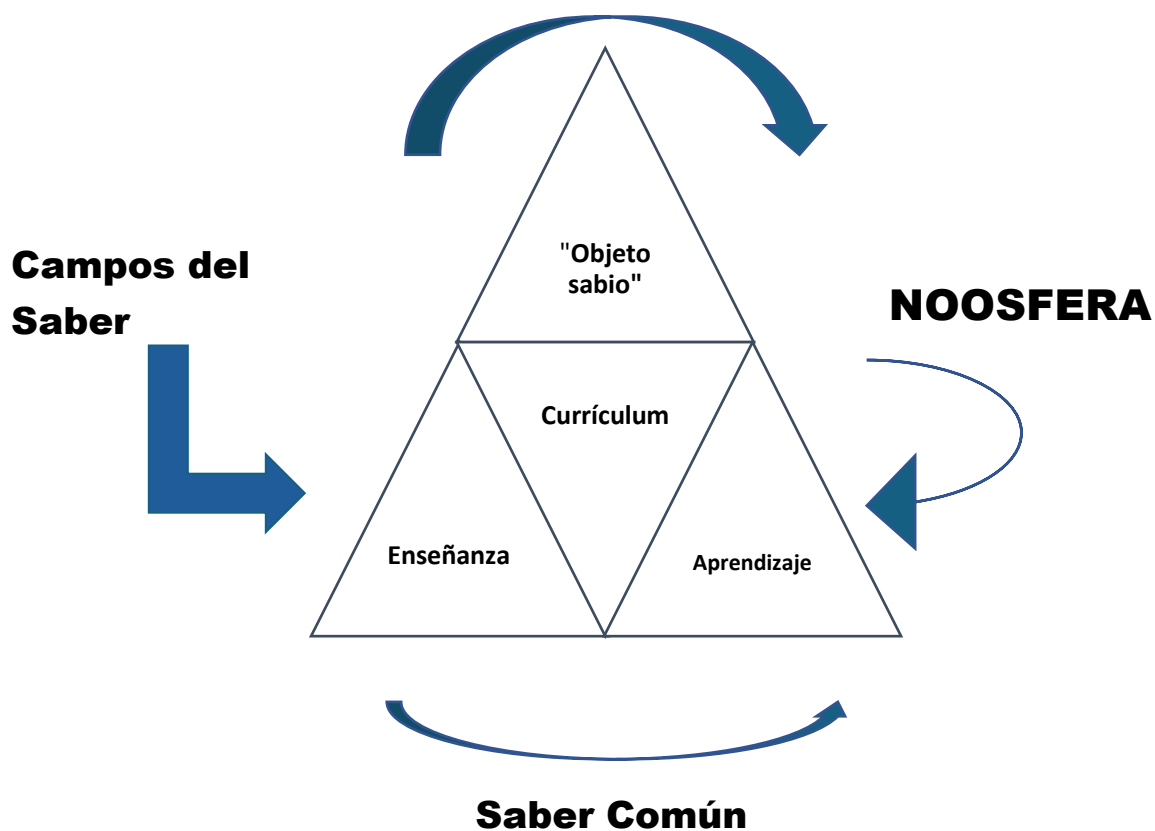 "Objeto
sabio"
Campos del
Saber
NOOSFERA
Currículum
Enseñanza
Aprendizaje
Saber Común